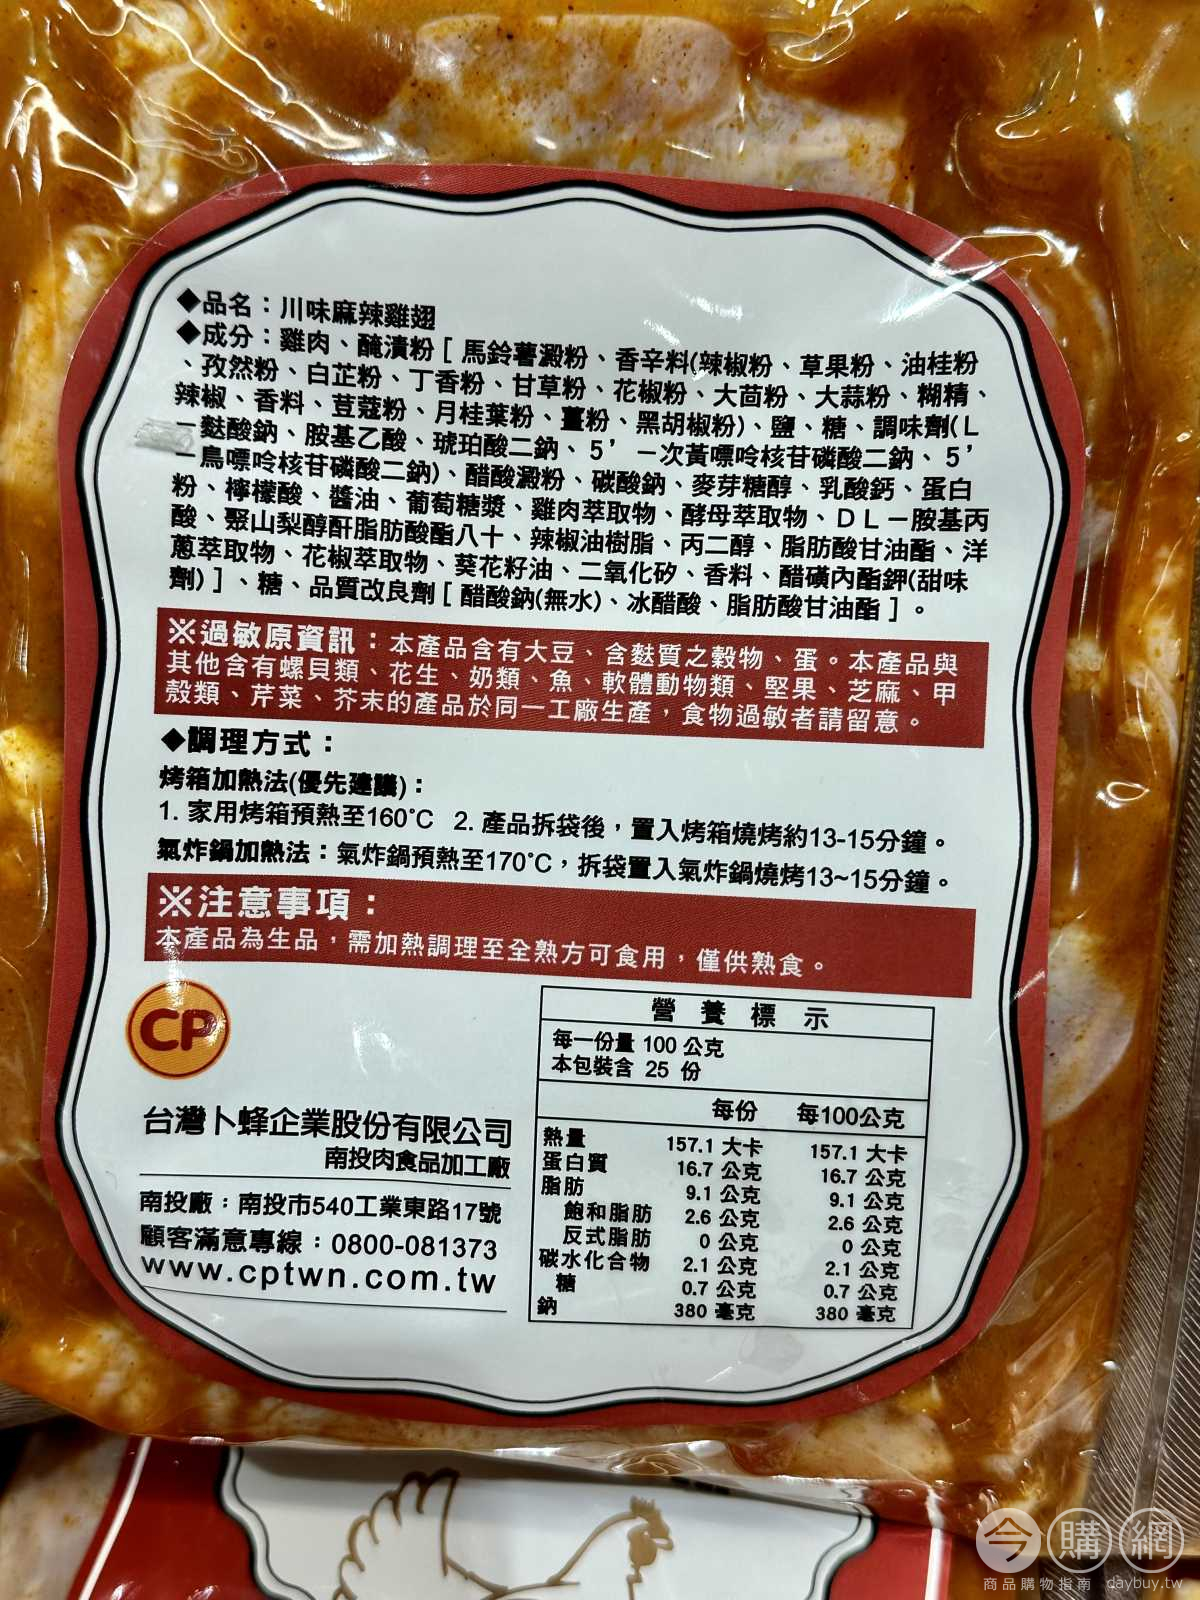 ◆品名：川味麻辣雞翅
◆成分：雞肉、醃漬粉[馬鈴薯澱粉、香辛料(辣椒粉、草果粉、油桂粉
、孜然粉、白芷粉、丁香粉、甘草粉、花椒粉、大茴粉、大蒜粉、糊精、
辣椒、香料、荳蔻粉、月桂葉粉、薑粉、黑胡椒粉)、鹽、糖、調味劑(L
－麩酸鈉、胺基乙酸、琥珀酸二鈉、5’－次黃嘌呤核苷磷酸二鈉、5’
－鳥嘌呤核苷磷酸二鈉)、醋酸澱粉、碳酸鈉、麥芽糖醇、乳酸鈣、蛋白
粉、檸檬酸、醬油、葡萄糖漿、雞肉萃取物、酵母萃取物、DL－胺基丙
酸、聚山梨醇酐脂肪酸酯八十、辣椒油樹脂、丙二醇、脂肪酸甘油酯、洋
蔥萃取物、花椒萃取物、葵花籽油、二氧化矽、香料、醋磺內酯鉀(甜味
劑)]、糖、品質改良劑[醋酸鈉(無水)、冰醋酸、脂肪酸甘油酯]。
※過敏原資訊：本產品含有大豆、含麩質之穀物、蛋。本產品與
其他含有螺貝類、花生、奶類、魚、軟體動物類、堅果、芝麻、甲
殼類、芹菜、芥末的產品於同一工廠生產，食物過敏者請留意。
◆調理方式：
烤箱加熱法(優先建議)：
1. 家用烤箱預熱至160°C 2. 產品拆袋後，置入烤箱燒烤約13-15分鐘。
氣炸鍋加熱法：氣炸鍋預熱至170°C，拆袋置入氣炸鍋燒烤13~15分鐘。
※注意事項：
本產品為生品，需加熱調理至全熟方可食用，僅供熟食。
CP
台灣卜蜂企業股份有限公司
南投肉食品加工廠
南投廠：南投市540工業東路17號
顧客滿意專線：0800-081373
www.cptwn.com.tw
營養標示
每一份量 100 公克
本包裝含 25 份
每份 每100公克
熱量 157.1 大卡 157.1 大卡
蛋白質 16.7 公克 16.7 公克
脂肪 9.1 公克 9.1 公克
飽和脂肪 2.6 公克 2.6 公克
反式脂肪 0 公克 0 公克
碳水化合物 2.1 公克 2.1 公克
糖 0.7 公克 0.7 公克
鈉 380 毫克 380 毫克
今購網
商品購物指南 daybuy.tw